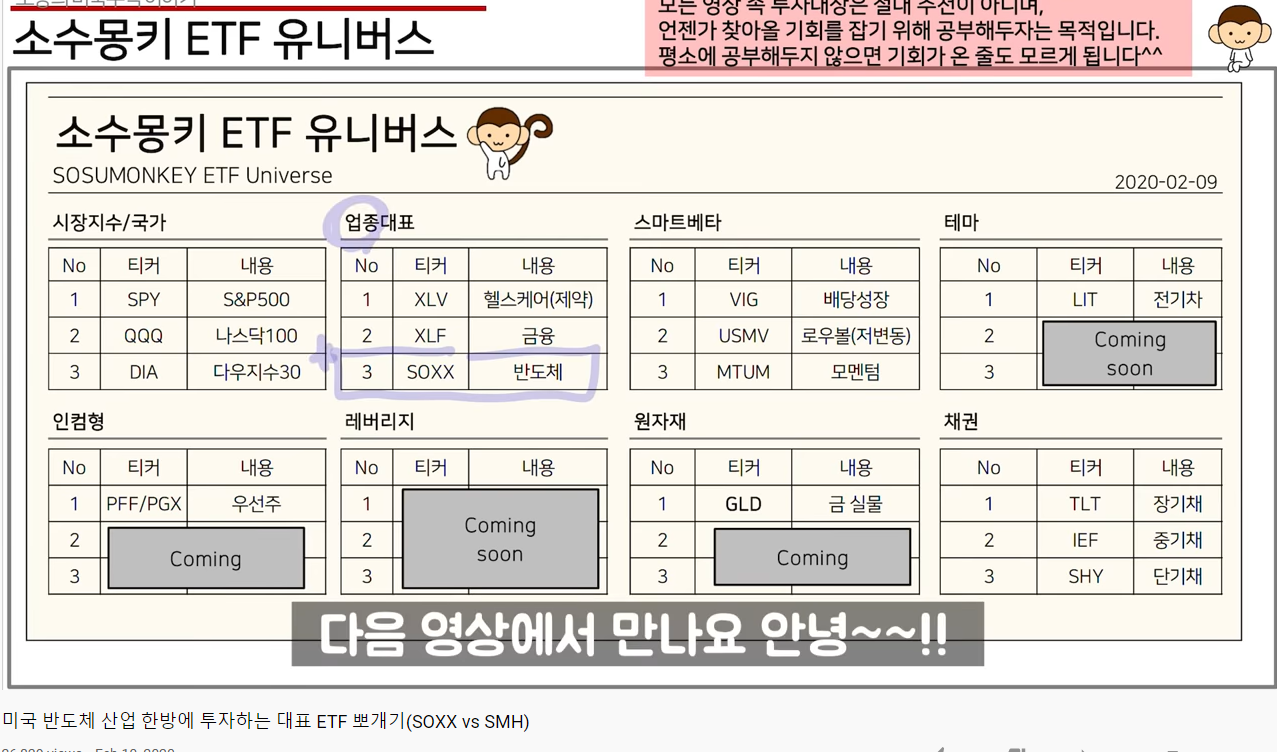 소수몽키 ETF 유니버스
모든 영상 속 투자대상은 절대 추천이 아니며,
언젠가 찾아올 기회를 잡기 위해 공부해두자는 목적입니다.
평소에 공부해두지 않으면 기회가 온 줄도 모르게 됩니다^^
소수몽키 ETF 유니버스
SOSUMONKEY ETF Universe
2020-02-09
시장지수/국가
No 티커 내용
1 SPY S&P500
2 QQQ 나스닥100
3 DIA 다우지수30
업종대표
No 티커 내용
1 XLV 헬스케어(제약)
2 XLF 금융
3 SOXX 반도체
스마트베타
No 티커 내용
1 VIG 배당성장
2 USMV 로우볼(저변동)
3 MTUM 모멘텀
테마
No 티커 내용
1 LIT 전기차
2
3
Coming
soon
인컴형
No 티커 내용
1 PFF/PGX 우선주
2
3
Coming
레버리지
No 티커 내용
1
2
3
Coming
soon
원자재
No 티커 내용
1 GLD 금 실물
2
3
Coming
채권
No 티커 내용
1 TLT 장기채
2 IEF 중기채
3 SHY 단기채
다음 영상에서 만나요 안녕~~!!
미국 반도체 산업 한방에 투자하는 대표 ETF 뽀개기(SOXX vs SMH)